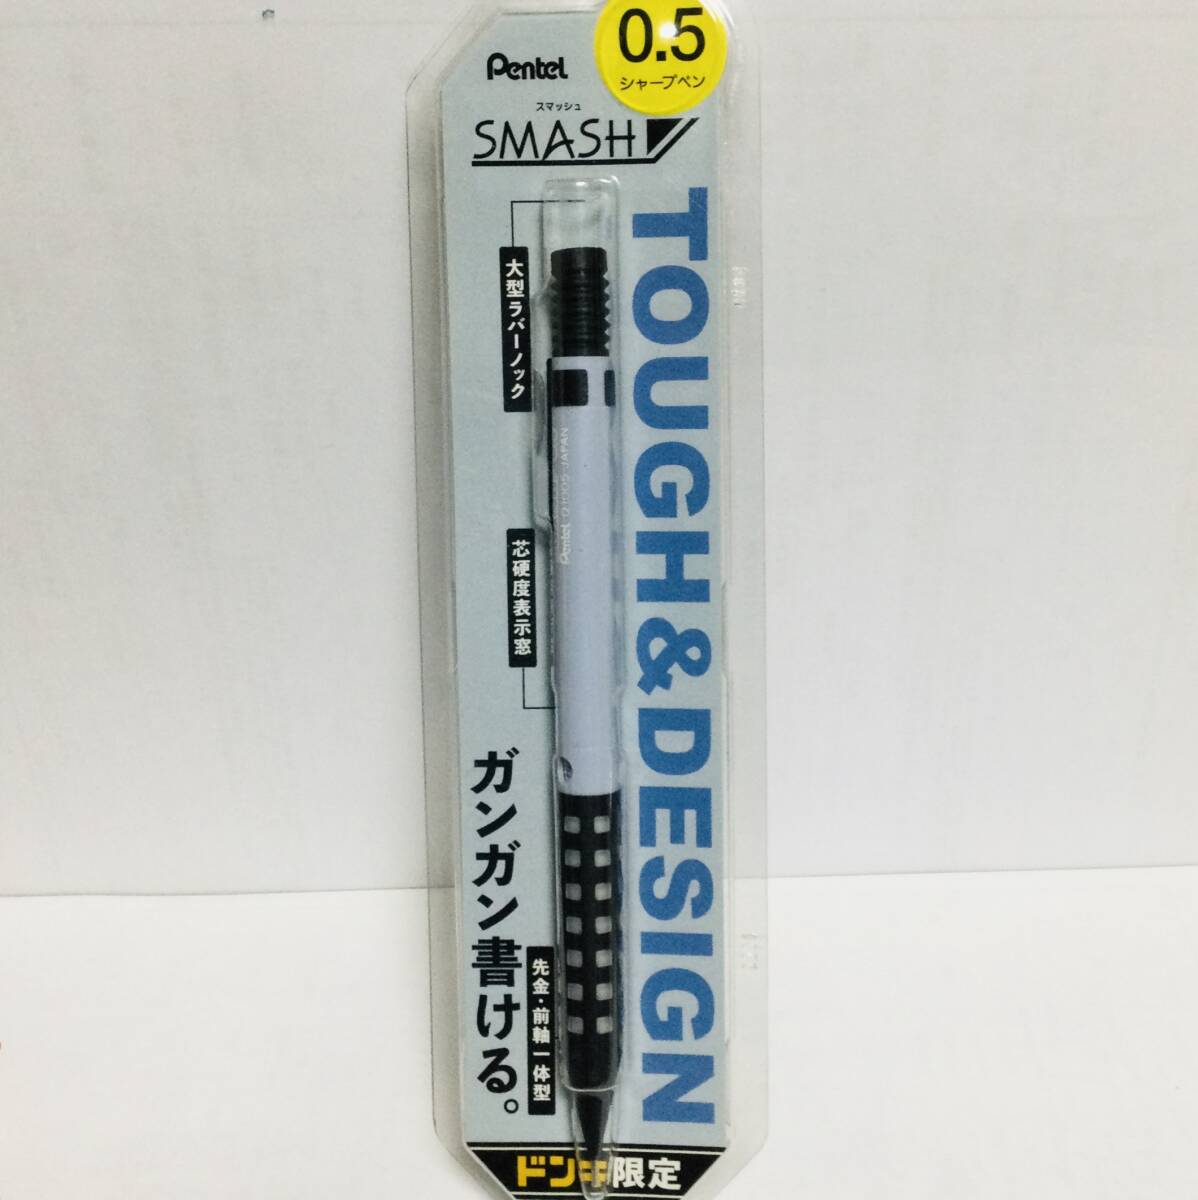 0.5
シャープペン
Pentel
スマッシュ
SMASH
TOUGH&DESIGN
大型ラバーノック
Pentel Q1005 JAPAN
芯硬度表示窓
ガンガン書ける。
先金・前軸一体型
ドンキ限定